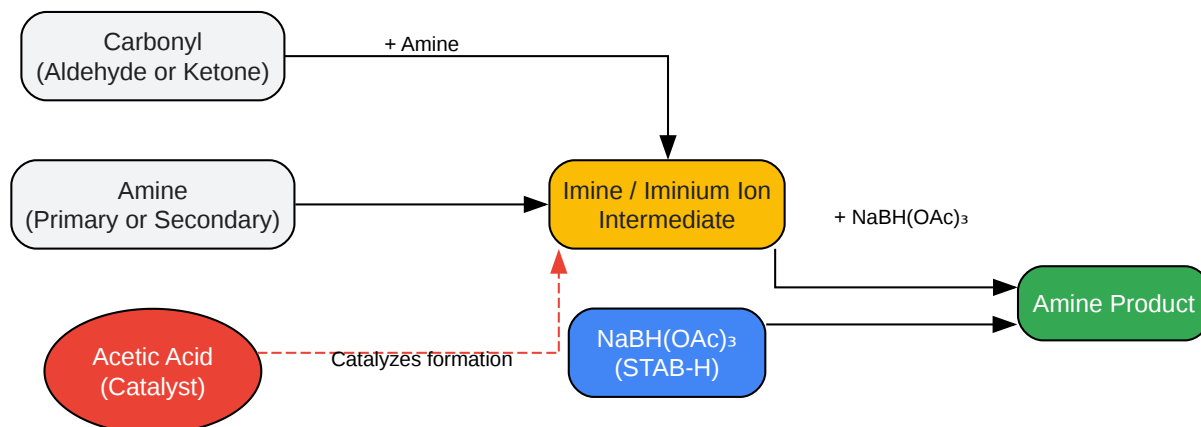 Carbonyl
(Aldehyde or Ketone)
+ Amine
Amine
(Primary or Secondary)
Imine / Iminium Ion
Intermediate
+ NaBH(OAc)₃
Amine Product
Acetic Acid
(Catalyst)
Catalyzes formation
NaBH(OAc)₃
(STAB-H)